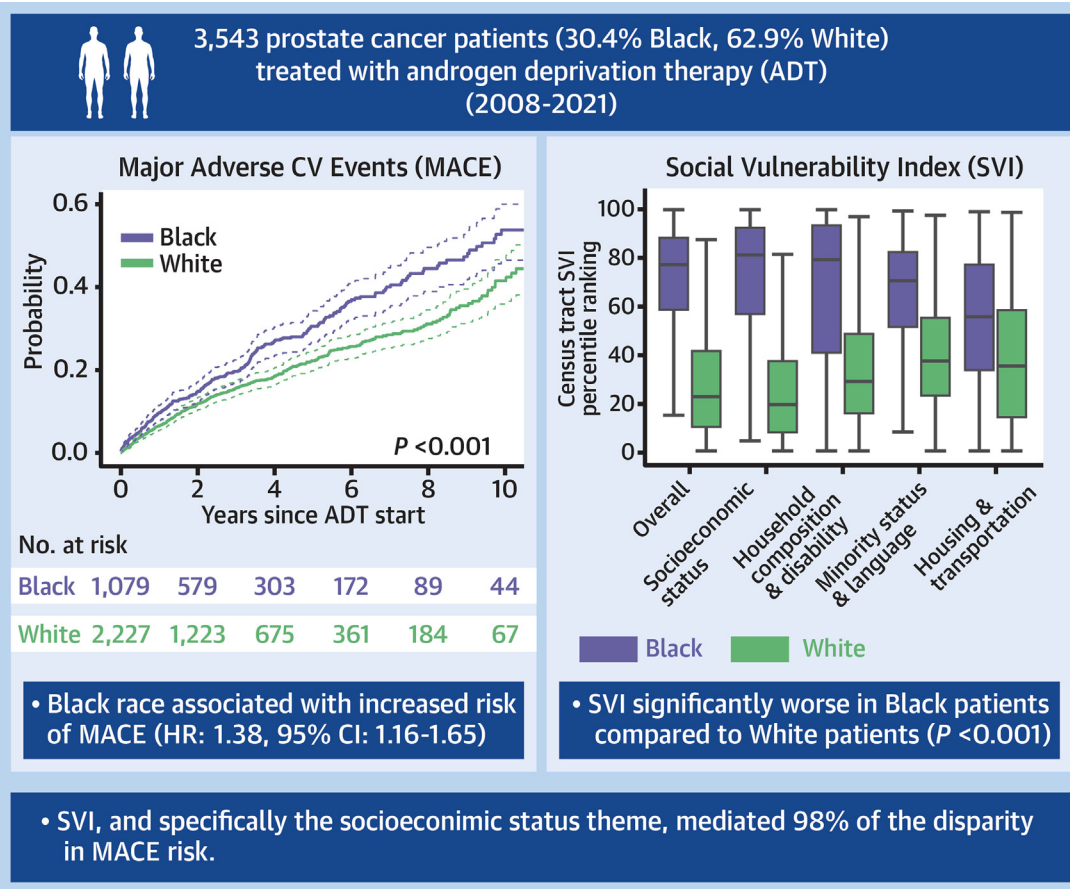 3,543 prostate cancer patients (30.4% Black, 62.9% White)
treated with androgen deprivation therapy (ADT)
(2008-2021)
Major Adverse CV Events (MACE)
Probability
0.6
0.4
0.2
0.0
Black
White
P <0.001
0 2 4 6 8 10
Years since ADT start
No. at risk
Black 1,079 579 303 172 89 44
White 2,227 1,223 675 361 184 67
• Black race associated with increased risk
of MACE (HR: 1.38, 95% CI: 1.16-1.65)
Social Vulnerability Index (SVI)
Census tract SVI
percentile ranking
100
80
60
40
20
0
Overall
Socioeconomic
status
Household
composition
& disability
Minority status
& language
Housing &
transportation
Black White
• SVI significantly worse in Black patients
compared to White patients (P <0.001)
• SVI, and specifically the socioeconimic status theme, mediated 98% of the disparity
in MACE risk.